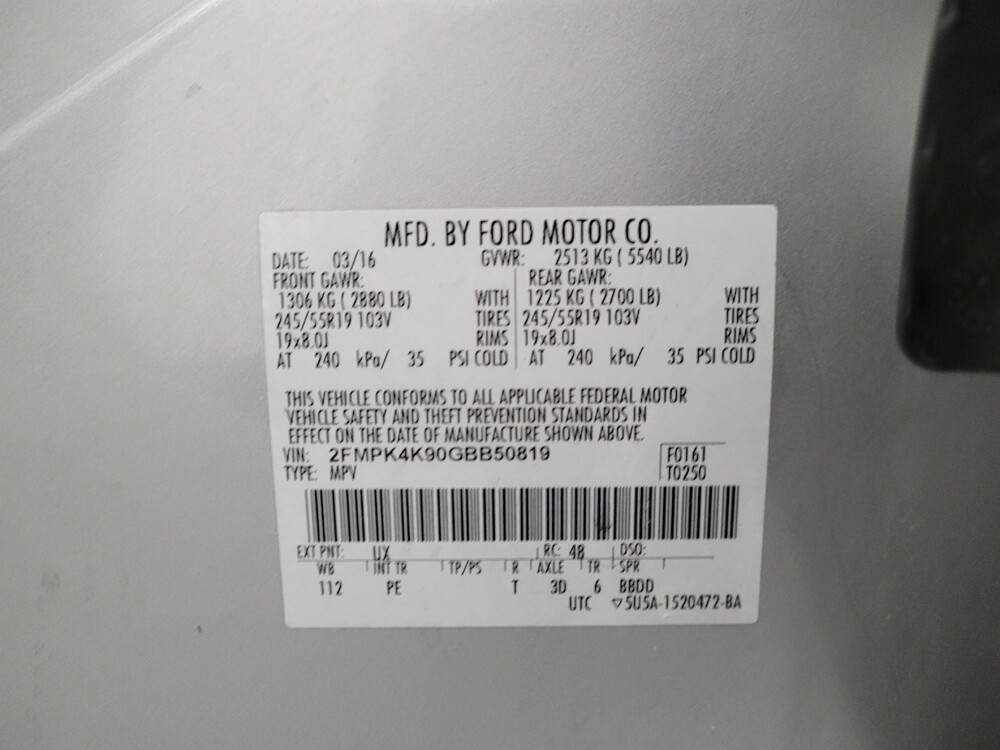 MFD. BY FORD MOTOR CO.
DATE: 03/16 GVWR: 2513 KG ( 5540 LB)
FRONT GAWR: REAR GAWR:
1306 KG ( 2880 LB) WITH 1225 KG ( 2700 LB) WITH
245/55R19 103V TIRES 245/55R19 103V TIRES
19x8.0J RIMS 19x8.0J RIMS
AT 240 kPa/ 35 PSI COLD AT 240 kPa/ 35 PSI COLD
THIS VEHICLE CONFORMS TO ALL APPLICABLE FEDERAL MOTOR
VEHICLE SAFETY AND THEFT PREVENTION STANDARDS IN
EFFECT ON THE DATE OF MANUFACTURE SHOWN ABOVE.
VIN: 2FMPK4K90GBB50819 F0161
TYPE: MPV T0250
EXT PNT: UX RC: 48 DSO:
WB INT TR TP/PS R AXLE TR SPR
112 PE T 3D 6 BBDD
UTC ▽5U5A-1520472-BA